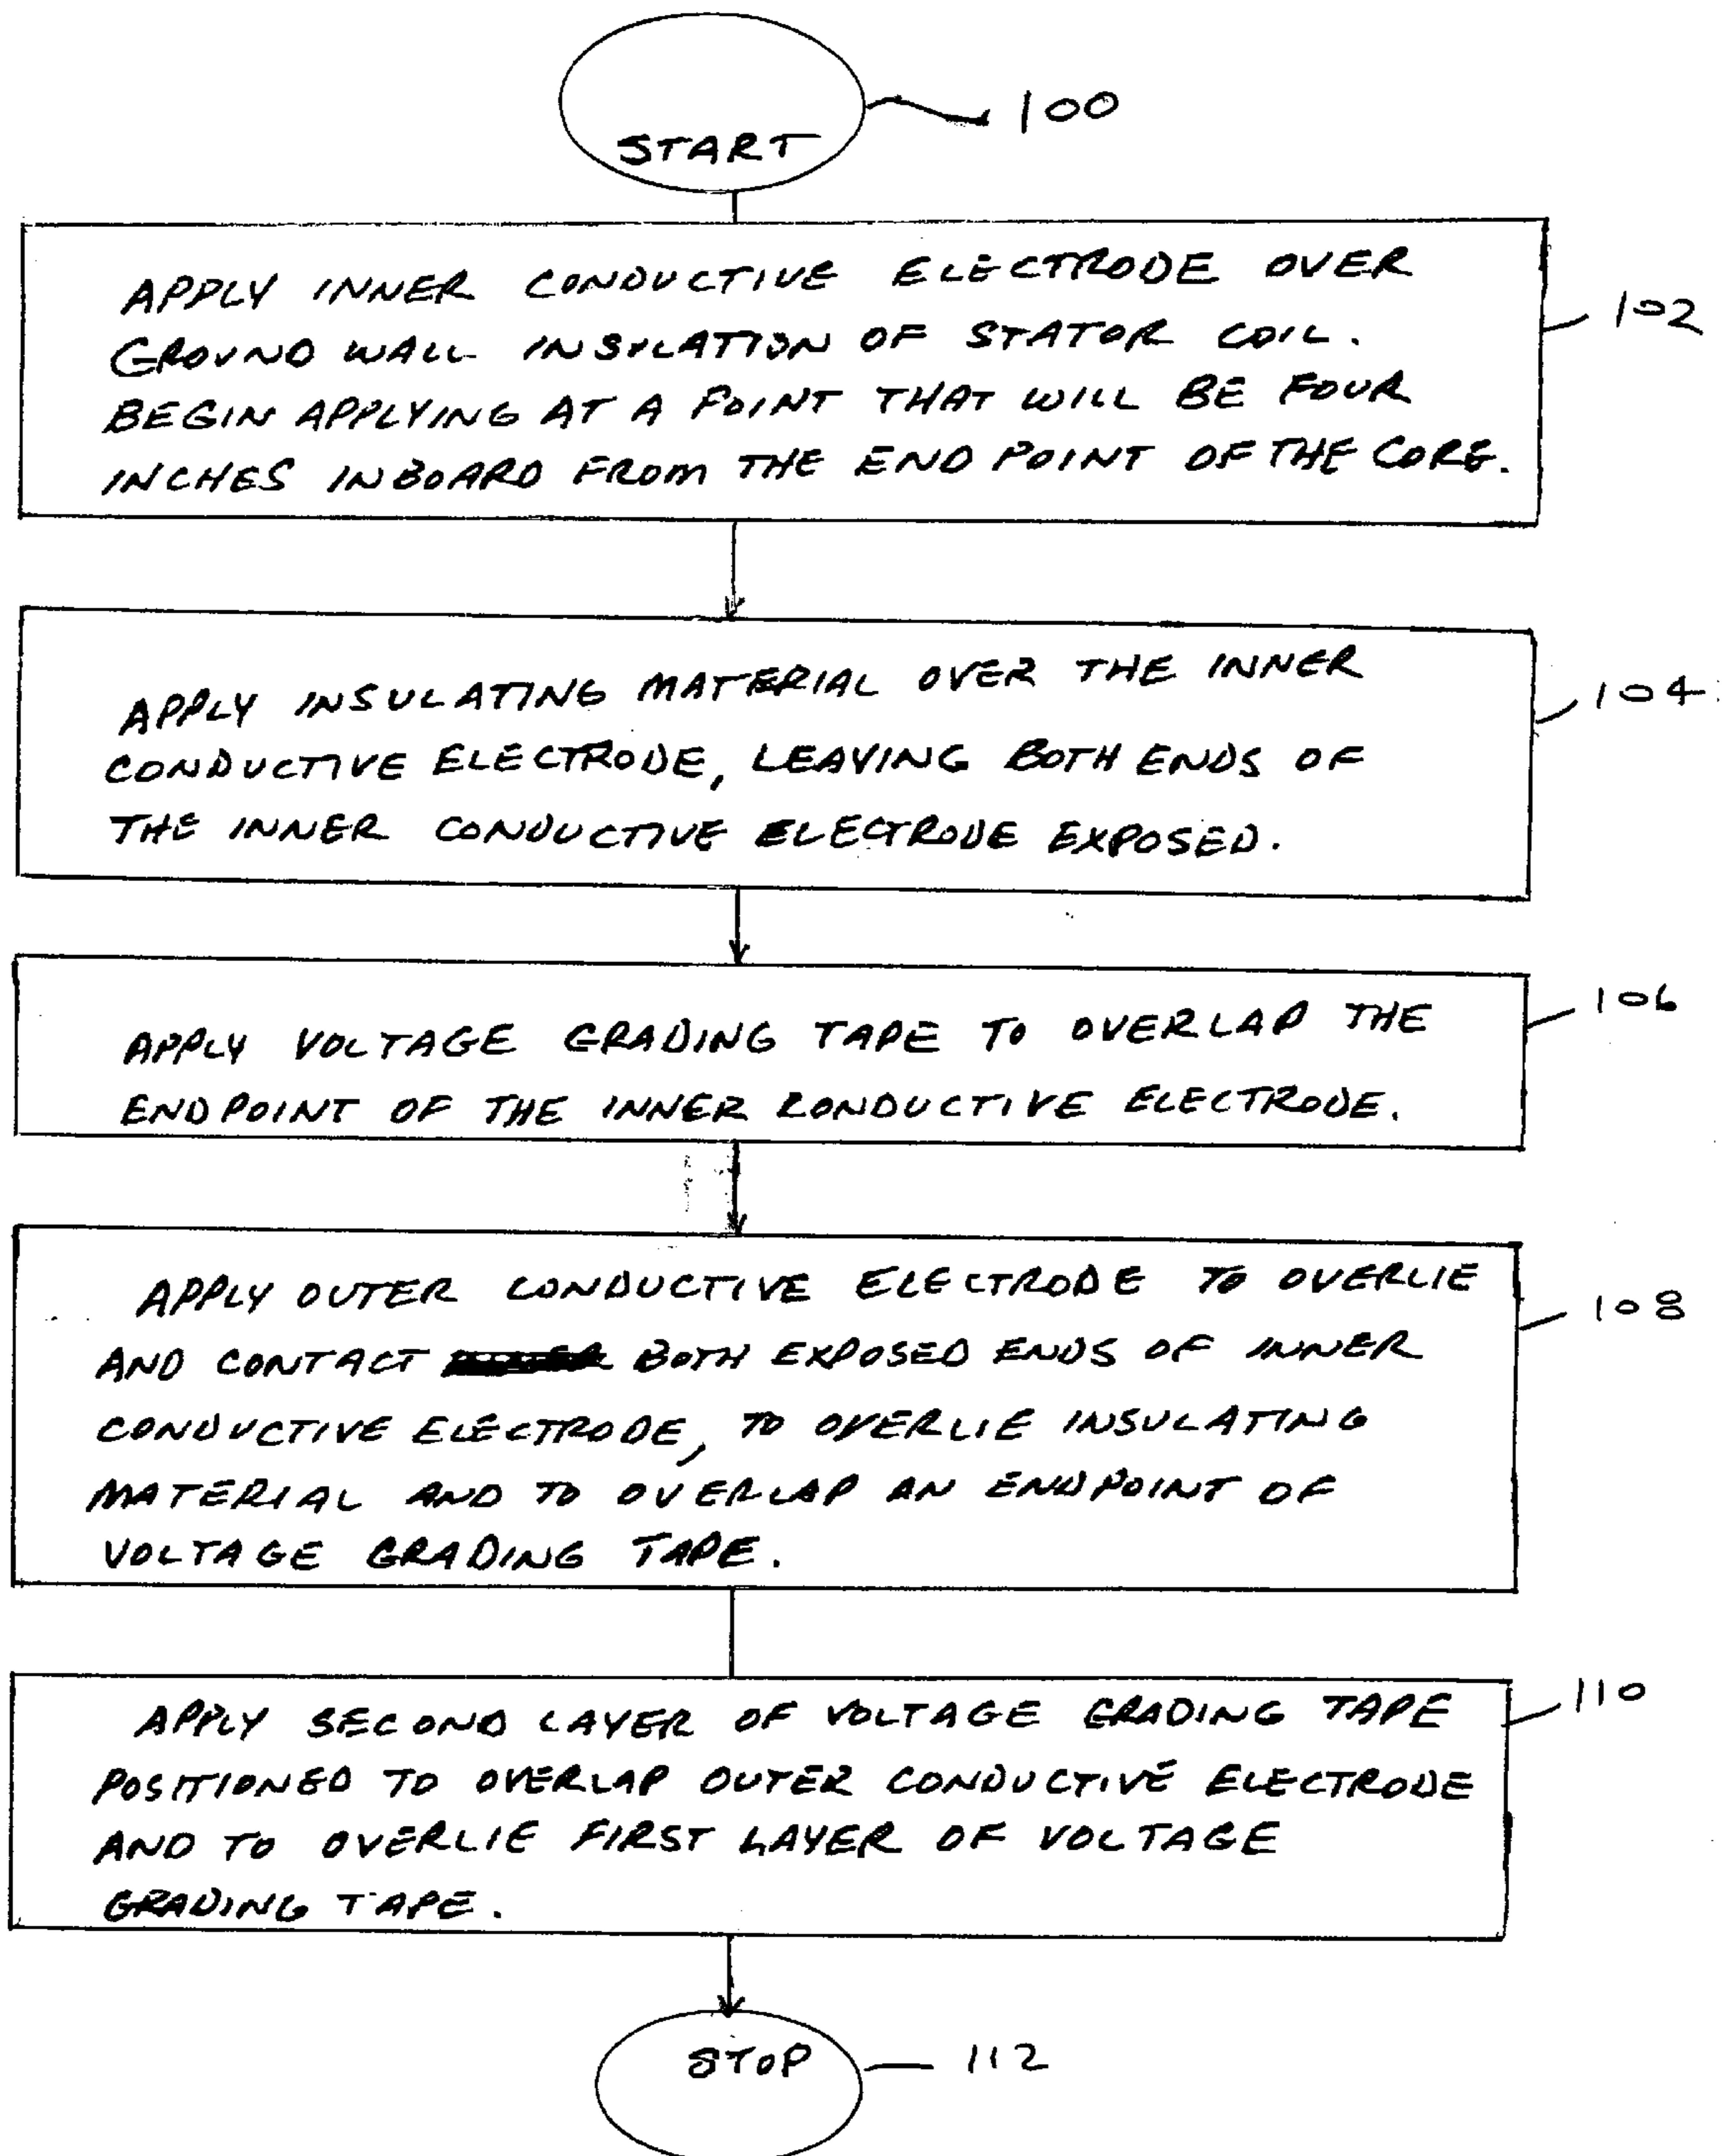 START
100
APPLY INNER CONDUCTIVE ELECTRODE OVER
GROUND WALL INSULATION OF STATOR COIL.
BEGIN APPLYING AT A POINT THAT WILL BE FOUR
INCHES INBOARD FROM THE END POINT OF THE CORE.
102
APPLY INSULATING MATERIAL OVER THE INNER
CONDUCTIVE ELECTRODE, LEAVING BOTH ENDS OF
THE INNER CONDUCTIVE ELECTRODE EXPOSED.
104
APPLY VOLTAGE GRADING TAPE TO OVERLAP THE
ENDPOINT OF THE INNER CONDUCTIVE ELECTRODE.
106
APPLY OUTER CONDUCTIVE ELECTRODE TO OVERLIE
AND CONTACT BOTH EXPOSED ENDS OF INNER
CONDUCTIVE ELECTRODE, TO OVERLIE INSULATING
MATERIAL AND TO OVERLAP AN ENDPOINT OF
VOLTAGE GRADING TAPE.
108
APPLY SECOND LAYER OF VOLTAGE GRADING TAPE
POSITIONED TO OVERLAP OUTER CONDUCTIVE ELECTRODE
AND TO OVERLIE FIRST LAYER OF VOLTAGE
GRADING TAPE.
110
STOP
112